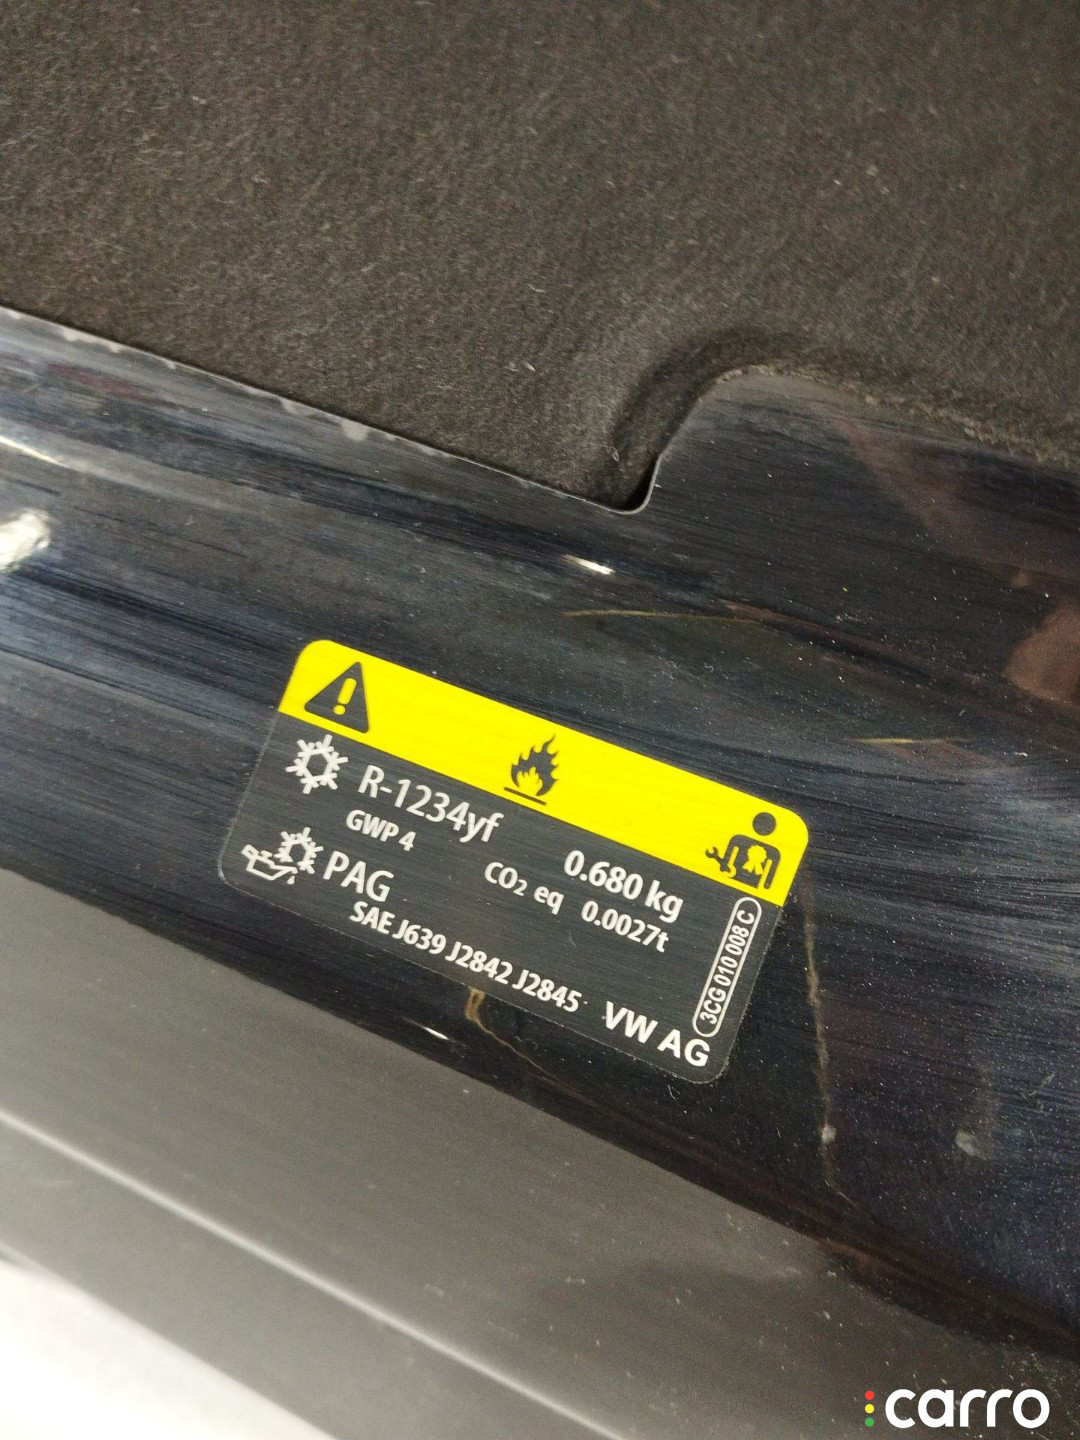 R-1234yf
0.680 kg
GWP 4
CO₂ eq 0.0027t
PAG
SAE J639 J2842 J2845
VW AG
3CG 010 008 C
carro